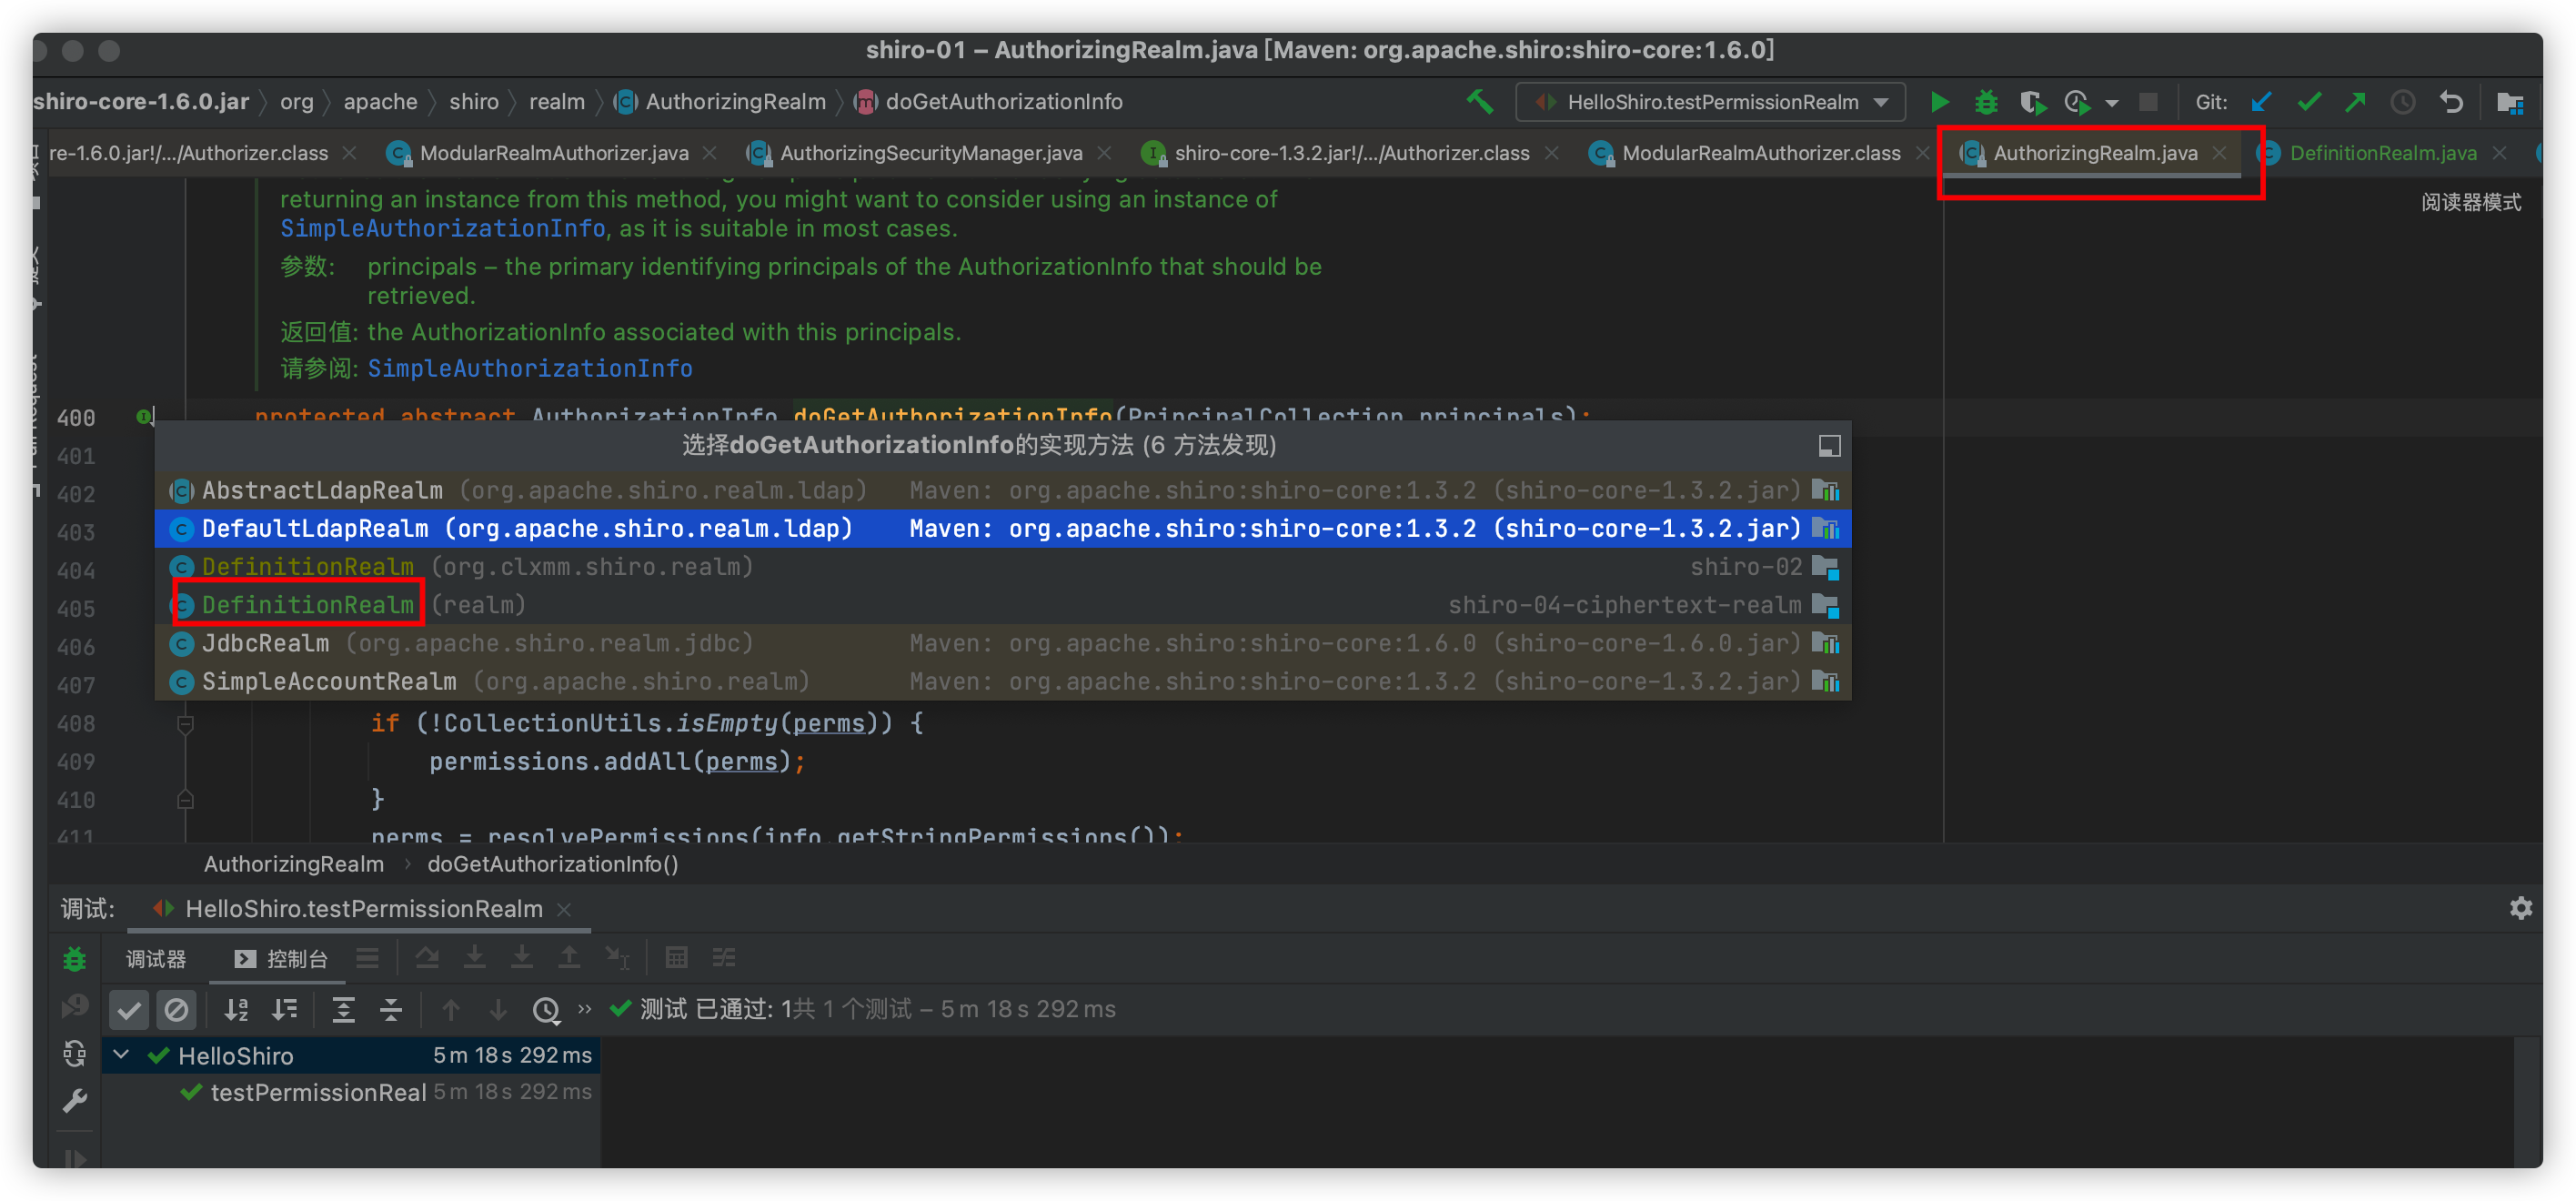 shiro-01 – AuthorizingRealm.java [Maven: org.apache.shiro:shiro-core:1.6.0]
shiro-core-1.6.0.jar org apache shiro realm AuthorizingRealm doGetAuthorizationInfo HelloShiro.testPermissionRealm Git:
re-1.6.0.jar!/.../Authorizer.class ModularRealmAuthorizer.java AuthorizingSecurityManager.java shiro-core-1.3.2.jar!/.../Authorizer.class ModularRealmAuthorizer.class AuthorizingRealm.java DefinitionRealm.java
阅读器模式
returning an instance from this method, you might want to consider using an instance of
SimpleAuthorizationInfo, as it is suitable in most cases.
参数: principals – the primary identifying principals of the AuthorizationInfo that should be
retrieved.
返回值: the AuthorizationInfo associated with this principals.
请参阅: SimpleAuthorizationInfo
400 protected abstract AuthorizationInfo doGetAuthorizationInfo(PrincipalCollection principals);
选择doGetAuthorizationInfo的实现方法 (6 方法发现)
401
402 AbstractLdapRealm (org.apache.shiro.realm.ldap) Maven: org.apache.shiro:shiro-core:1.3.2 (shiro-core-1.3.2.jar)
403 DefaultLdapRealm (org.apache.shiro.realm.ldap) Maven: org.apache.shiro:shiro-core:1.3.2 (shiro-core-1.3.2.jar)
404 DefinitionRealm (org.clxmm.shiro.realm) shiro-02
405 DefinitionRealm (realm) shiro-04-ciphertext-realm
406 JdbcRealm (org.apache.shiro.realm.jdbc) Maven: org.apache.shiro:shiro-core:1.6.0 (shiro-core-1.6.0.jar)
407 SimpleAccountRealm (org.apache.shiro.realm) Maven: org.apache.shiro:shiro-core:1.3.2 (shiro-core-1.3.2.jar)
408 if (!CollectionUtils.isEmpty(perms)) {
409 permissions.addAll(perms);
410 }
411 perms = resolvePermissions(info.getStringPermissions());
AuthorizingRealm doGetAuthorizationInfo()
调试: HelloShiro.testPermissionRealm
调试器 控制台
测试 已通过: 1共 1 个测试 – 5 m 18 s 292 ms
HelloShiro 5 m 18 s 292 ms
testPermissionReal 5 m 18 s 292 ms